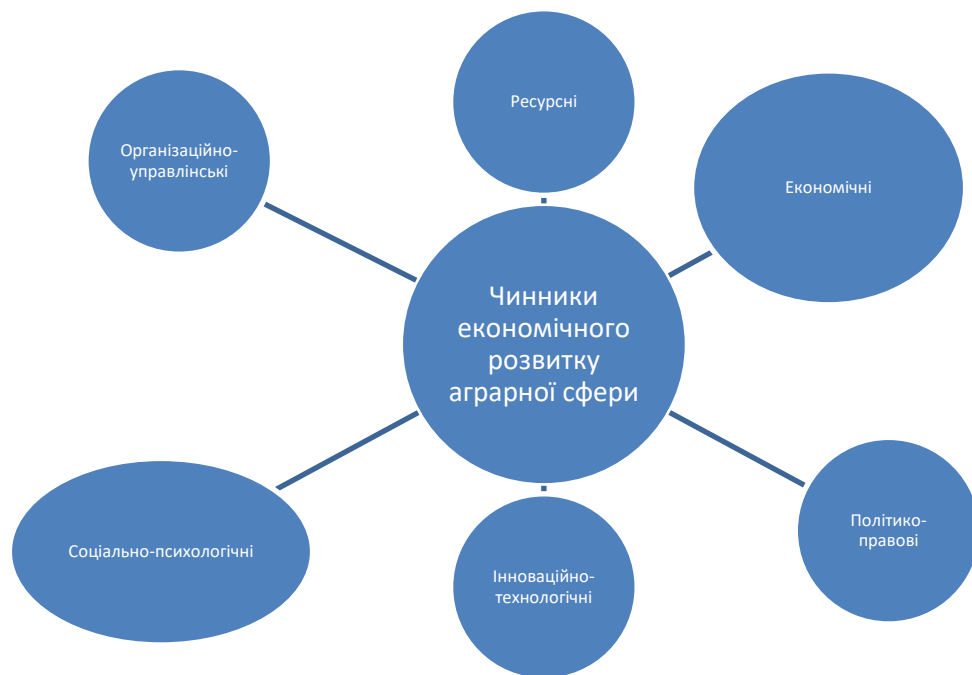 Ресурсні
Організаційно-
управлінські
Економічні
Чинники
економічного
розвитку
аграрної сфери
Політико-
правові
Соціально-психологічні
Інноваційно-
технологічні